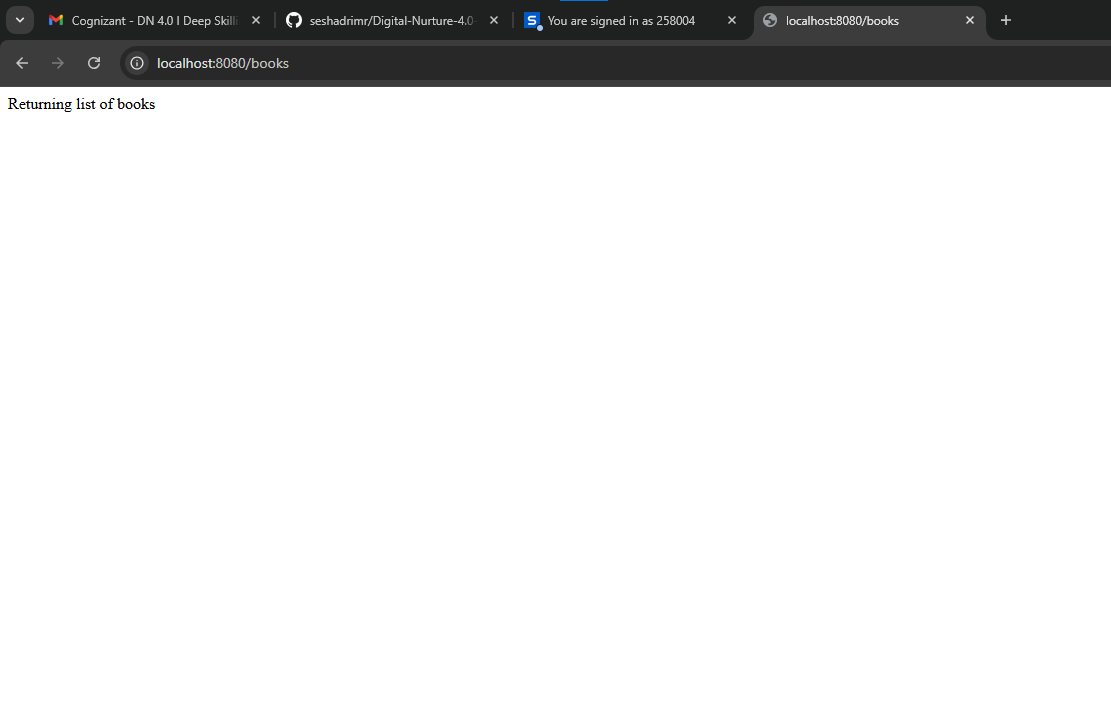 Cognizant - DN 4.0 I Deep Skilli
seshadrimr/Digital-Nurture-4.0-
You are signed in as 258004
localhost:8080/books
localhost:8080/books
Returning list of books